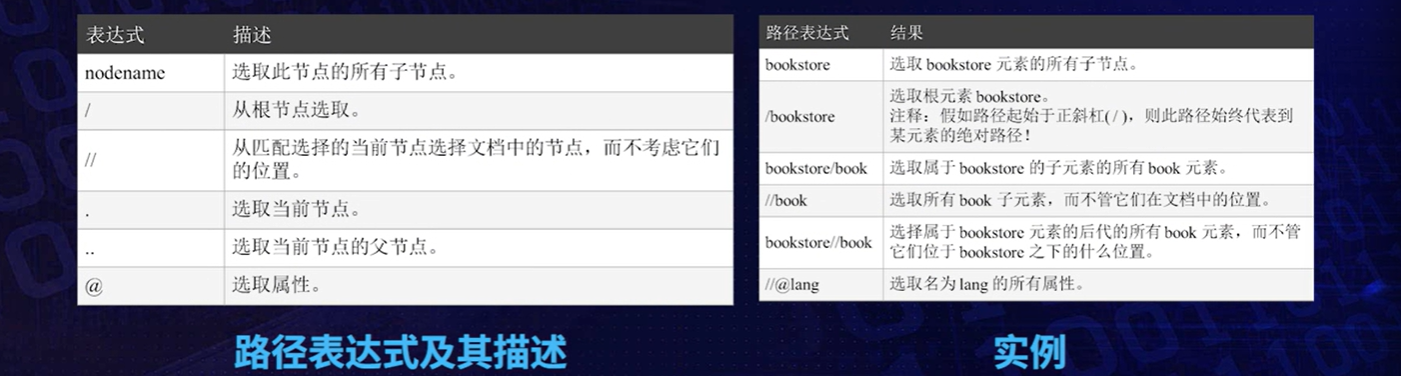 表达式 描述
nodename 选取此节点的所有子节点。
/ 从根节点选取。
// 从匹配选择的当前节点选择文档中的节点，而不考虑它们
的位置。
. 选取当前节点。
.. 选取当前节点的父节点。
@ 选取属性。
路径表达式及其描述
路径表达式 结果
bookstore 选取 bookstore 元素的所有子节点。
/bookstore 选取根元素 bookstore。
注释：假如路径起始于正斜杠( / )，则此路径始终代表到
某元素的绝对路径！
bookstore/book 选取属于 bookstore 的子元素的所有 book 元素。
//book 选取所有 book 子元素，而不管它们在文档中的位置。
bookstore//book 选择属于 bookstore 元素的后代的所有 book 元素，而不管
它们位于 bookstore 之下的什么位置。
//@lang 选取名为 lang 的所有属性。
实例